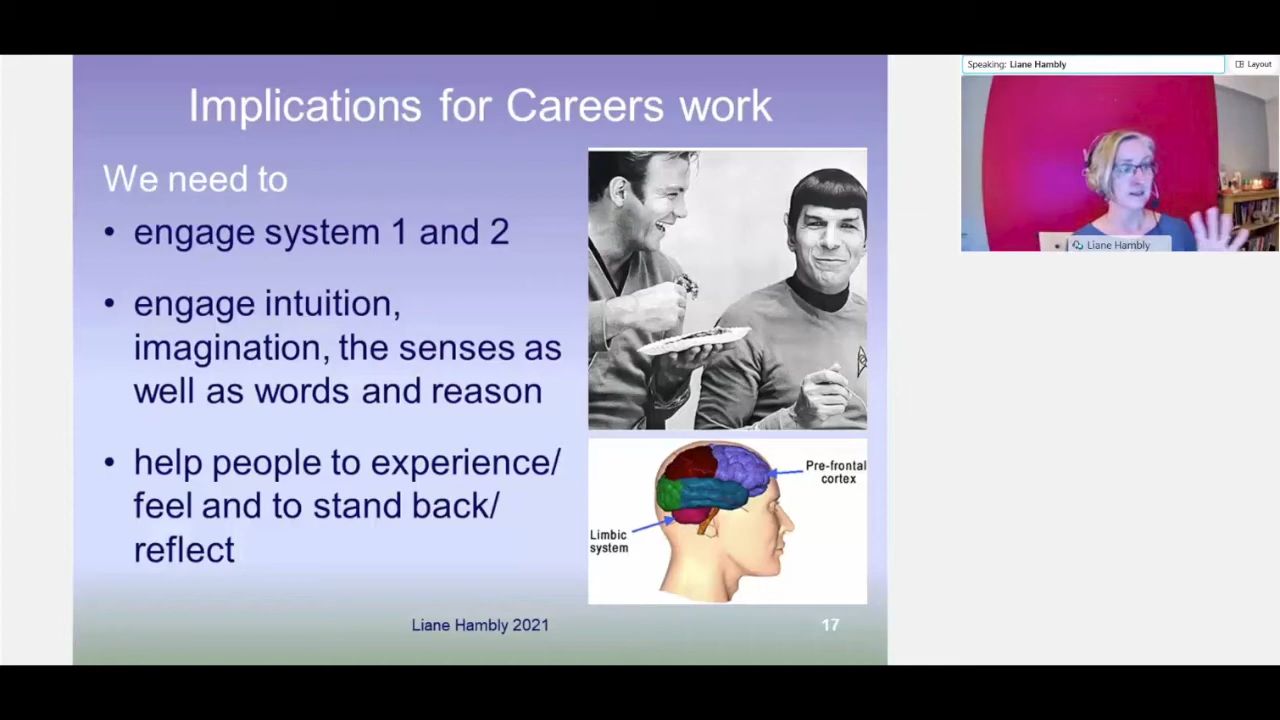 Implications for Careers work
We need to
• engage system 1 and 2
• engage intuition,
imagination, the senses as
well as words and reason
• help people to experience/
feel and to stand back/
reflect
Pre-frontal
cortex
Limbic
system
Liane Hambly 2021
17
Speaking: Liane Hambly
Layout
Liane Hambly